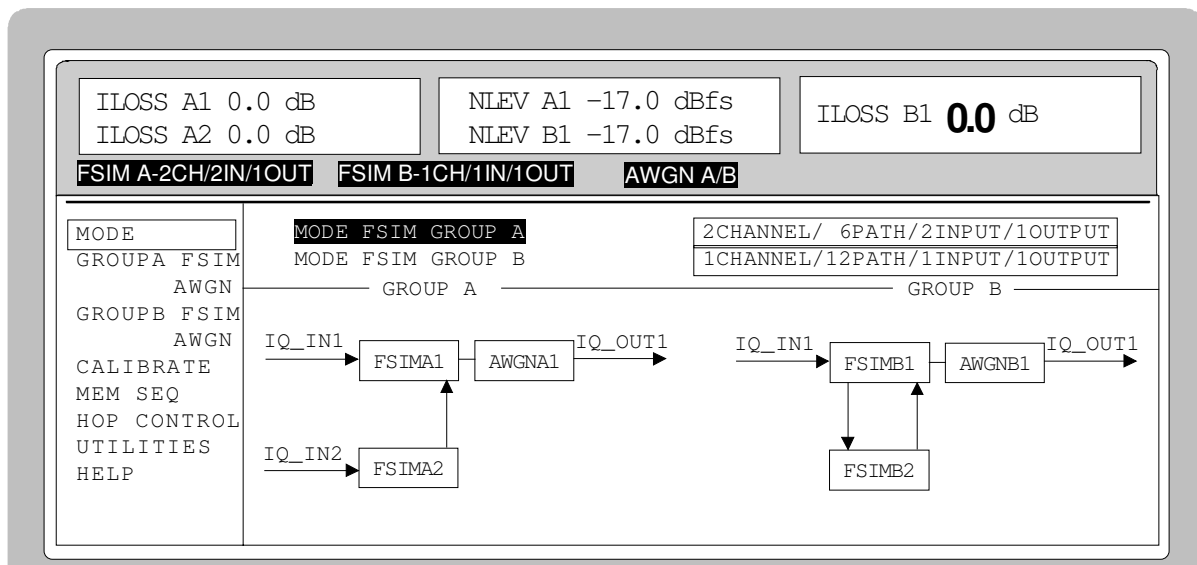 ILOSS A1 0.0 dB
ILOSS A2 0.0 dB
NLEV A1 −17.0 dBfs
NLEV B1 −17.0 dBfs
ILOSS B1 0.0 dB
FSIM A-2CH/2IN/1OUT FSIM B-1CH/1IN/1OUT AWGN A/B
MODE
GROUPA FSIM
AWGN
GROUPB FSIM
AWGN
CALIBRATE
MEM SEQ
HOP CONTROL
UTILITIES
HELP
MODE FSIM GROUP A 2CHANNEL/ 6PATH/2INPUT/1OUTPUT
MODE FSIM GROUP B 1CHANNEL/12PATH/1INPUT/1OUTPUT
GROUP A GROUP B
IQ_IN1 FSIMA1 AWGNA1 IQ_OUT1
IQ_IN2 FSIMA2
IQ_IN1 FSIMB1 AWGNB1 IQ_OUT1
FSIMB2